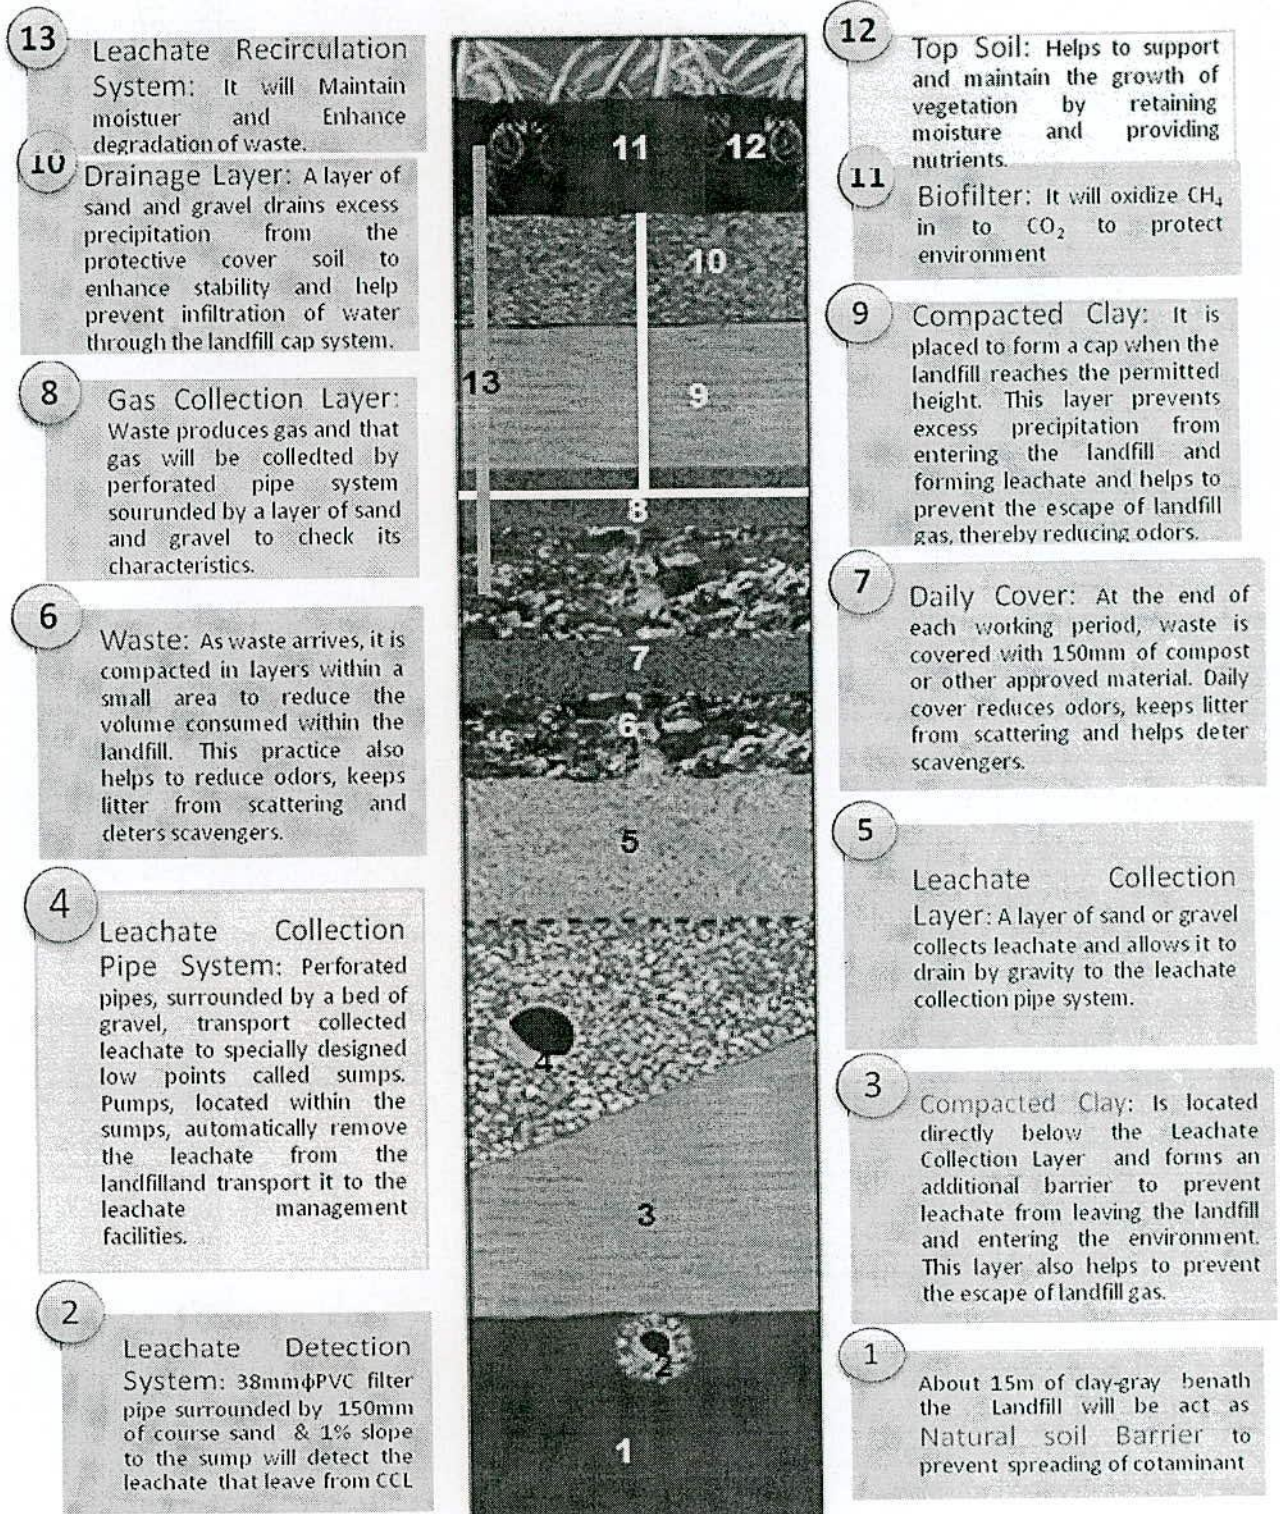 13
Leachate Recirculation
System: It will Maintain
moistuer and Enhance
degradation of waste.
10
Drainage Layer: A layer of
sand and gravel drains excess
precipitation from the
protective cover soil to
enhance stability and help
prevent infiltration of water
through the landfill cap system.
8
Gas Collection Layer:
Waste produces gas and that
gas will be colledted by
perforated pipe system
sourunded by a layer of sand
and gravel to check its
characteristics.
6
Waste: As waste arrives, it is
compacted in layers within a
small area to reduce the
volume consumed within the
landfill. This practice also
helps to reduce odors, keeps
litter from scattering and
deters scavengers.
4
Leachate Collection
Pipe System: Perforated
pipes, surrounded by a bed of
gravel, transport collected
leachate to specially designed
low points called sumps.
Pumps, located within the
sumps, automatically remove
the leachate from the
landfilland transport it to the
leachate management
facilities.
2
Leachate Detection
System: 38mmϕPVC filter
pipe surrounded by 150mm
of course sand & 1% slope
to the sump will detect the
leachate that leave from CCL
11 12
10
13 9
8
7
6
5
4
3
2
1
12
Top Soil: Helps to support
and maintain the growth of
vegetation by retaining
moisture and providing
nutrients.
11
Biofilter: It will oxidize CH₄
in to CO₂ to protect
environment
9
Compacted Clay: It is
placed to form a cap when the
landfill reaches the permitted
height. This layer prevents
excess precipitation from
entering the landfill and
forming leachate and helps to
prevent the escape of landfill
gas, thereby reducing odors.
7
Daily Cover: At the end of
each working period, waste is
covered with 150mm of compost
or other approved material. Daily
cover reduces odors, keeps litter
from scattering and helps deter
scavengers.
5
Leachate Collection
Layer: A layer of sand or gravel
collects leachate and allows it to
drain by gravity to the leachate
collection pipe system.
3
Compacted Clay: Is located
directly below the Leachate
Collection Layer and forms an
additional barrier to prevent
leachate from leaving the landfill
and entering the environment.
This layer also helps to prevent
the escape of landfill gas.
1
About 15m of clay-gray benath
the Landfill will be act as
Natural soil Barrier to
prevent spreading of cotaminant